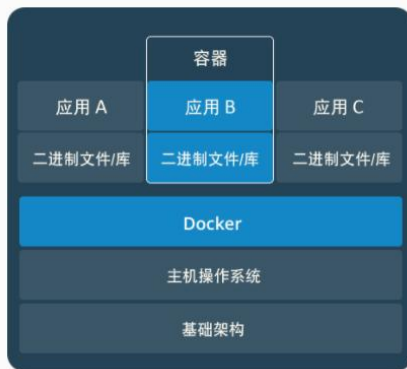 容器
应用 A 应用 B 应用 C
二进制文件/库 二进制文件/库 二进制文件/库
Docker
主机操作系统
基础架构